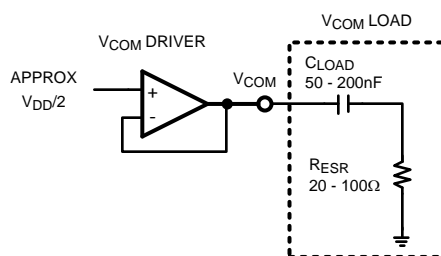 VCOM LOAD
VCOM DRIVER
APPROX
VDD/2
+
-
VCOM
CLOAD
50 - 200nF
RESR
20 - 100Ω